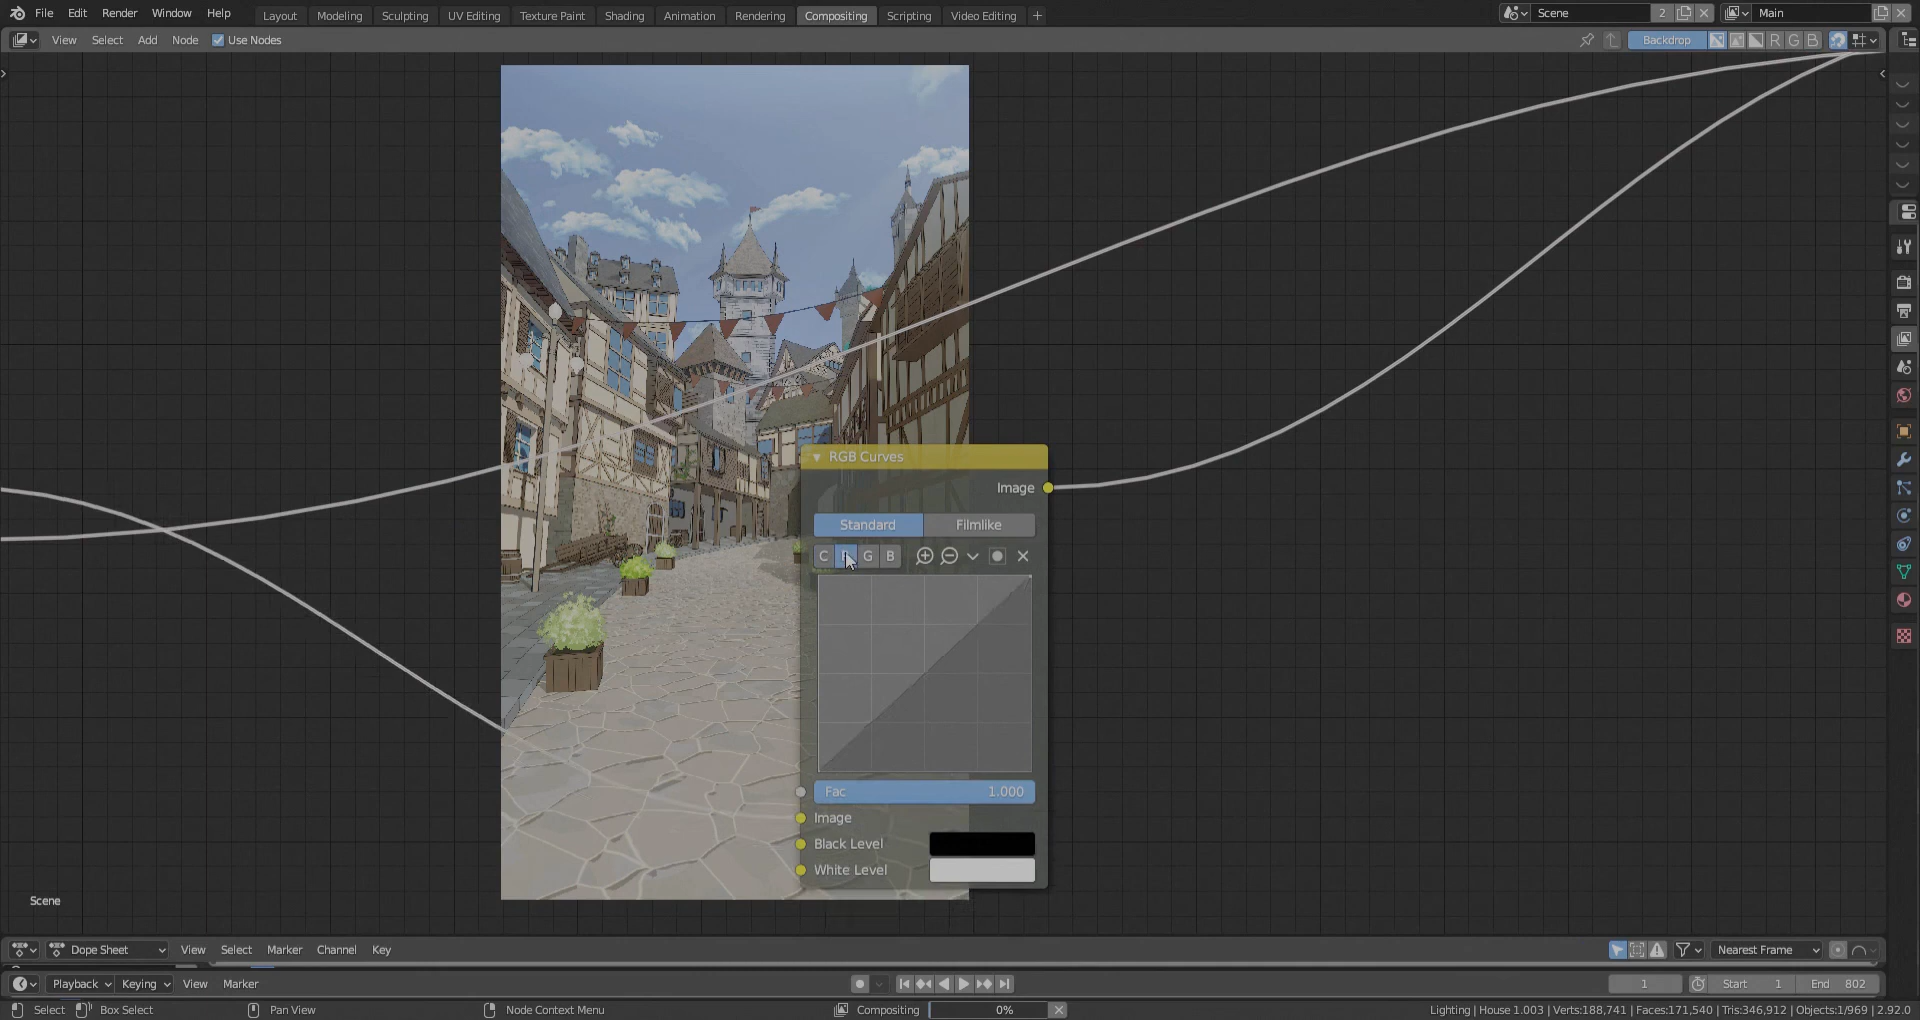 File Edit Render Window Help Layout Modeling Sculpting UV Editing Texture Paint Shading Animation Rendering Compositing Scripting Video Editing + Scene 2 Main
View Select Add Node Use Nodes Backdrop R G B
RGB Curves
Image
Standard Filmlike
C G B
Fac 1.000
Image
Black Level
White Level
Scene
Dope Sheet View Select Marker Channel Key Nearest Frame
Playback Keying View Marker 1 Start 1 End 802
Select Box Select Pan View Node Context Menu Compositing 0% Lighting | House 1.003 | Verts:188,741 | Faces:171,540 | Tris:346,912 | Objects:1/969 | 2.92.0